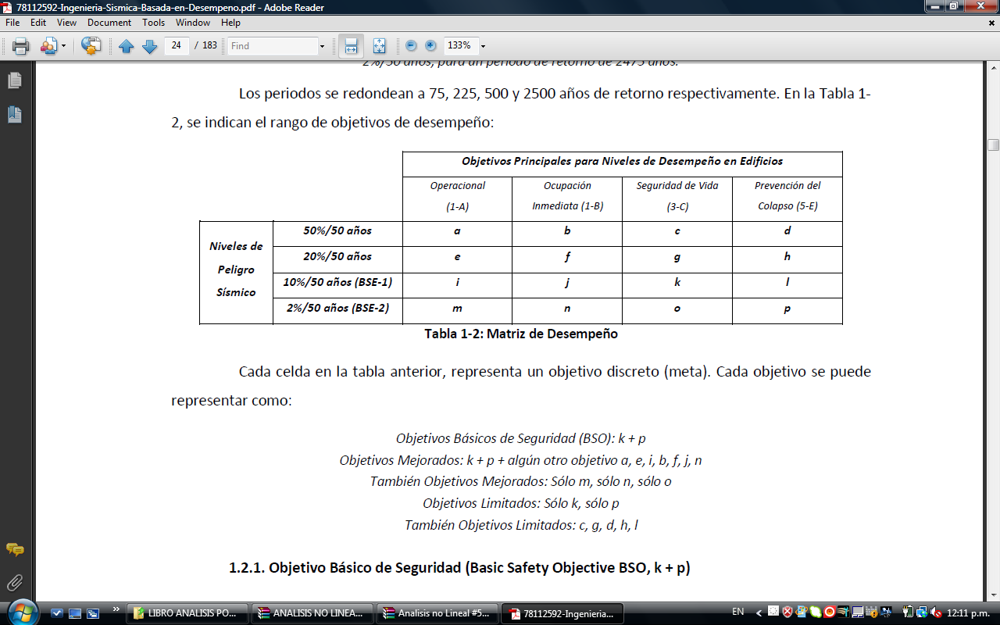 78112592-Ingenieria-Sismica-Basada-en-Desempeno.pdf - Adobe Reader
File Edit View Document Tools Window Help
24 / 183 Find 133%
2%/50 años, para un periodo de retorno de 2475 años.
Los periodos se redondean a 75, 225, 500 y 2500 años de retorno respectivamente. En la Tabla 1-
2, se indican el rango de objetivos de desempeño:
Objetivos Principales para Niveles de Desempeño en Edificios
Operacional (1-A)
Ocupación Inmediata (1-B)
Seguridad de Vida (3-C)
Prevención del Colapso (5-E)
Niveles de Peligro Sísmico
50%/50 años a b c d
20%/50 años e f g h
10%/50 años (BSE-1) i j k l
2%/50 años (BSE-2) m n o p
Tabla 1-2: Matriz de Desempeño
Cada celda en la tabla anterior, representa un objetivo discreto (meta). Cada objetivo se puede
representar como:
Objetivos Básicos de Seguridad (BSO): k + p
Objetivos Mejorados: k + p + algún otro objetivo a, e, i, b, f, j, n
También Objetivos Mejorados: Sólo m, sólo n, sólo o
Objetivos Limitados: Sólo k, sólo p
También Objetivos Limitados: c, g, d, h, l
1.2.1. Objetivo Básico de Seguridad (Basic Safety Objective BSO, k + p)
LIBRO ANALISIS PO... ANALISIS NO LINEA... Analisis no Lineal #5... 78112592-Ingenieria... EN 12:11 p.m.